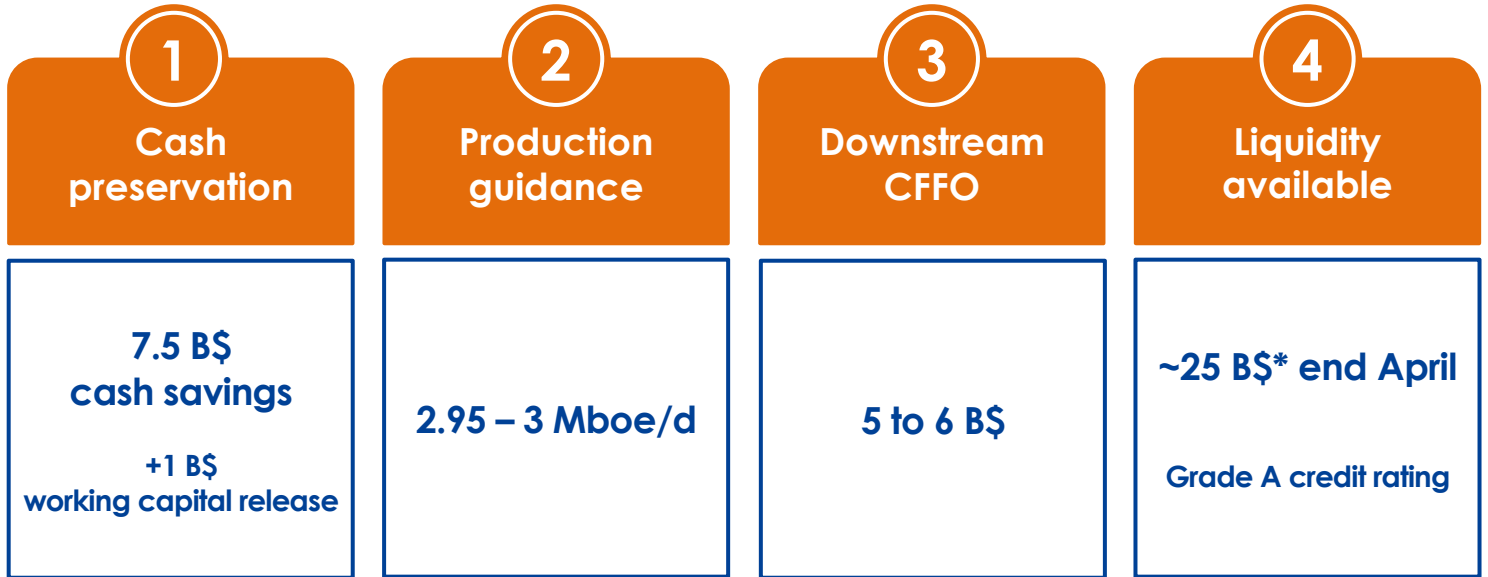 1
Cash
preservation
7.5 B$
cash savings
+1 B$
working capital release
2
Production
guidance
2.95 – 3 Mboe/d
3
Downstream
CFFO
5 to 6 B$
4
Liquidity
available
~25 B$* end April
Grade A credit rating